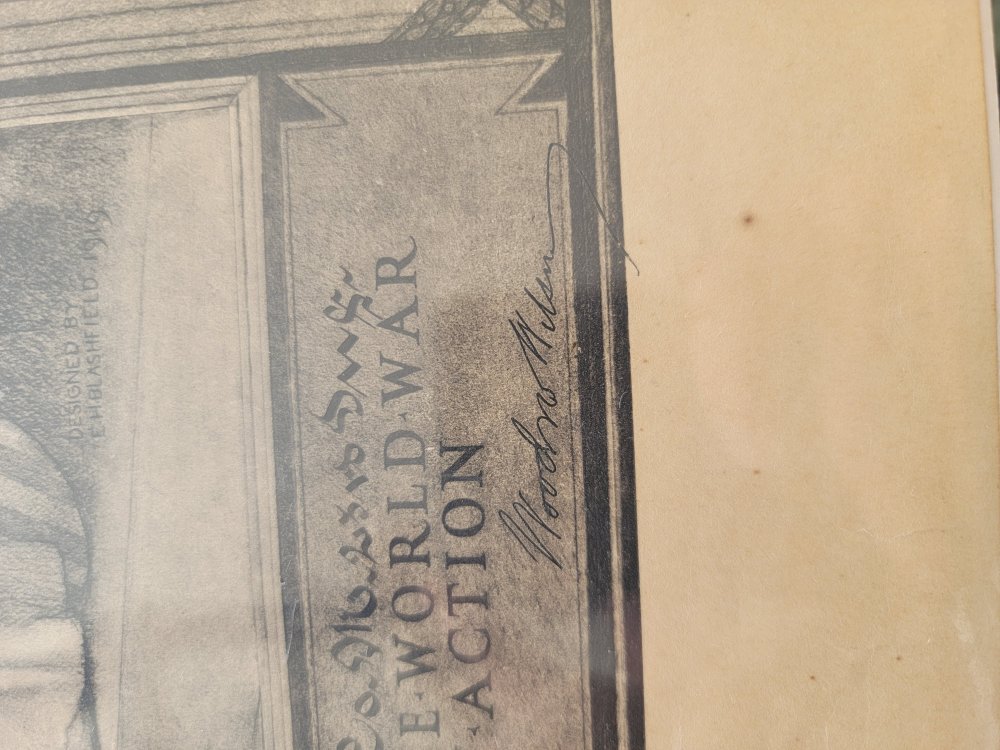 DESIGNED BY
E.H.BLASHFIELD.1919.
E·WORLD·WAR
·ACTION
Woodrow Wilson